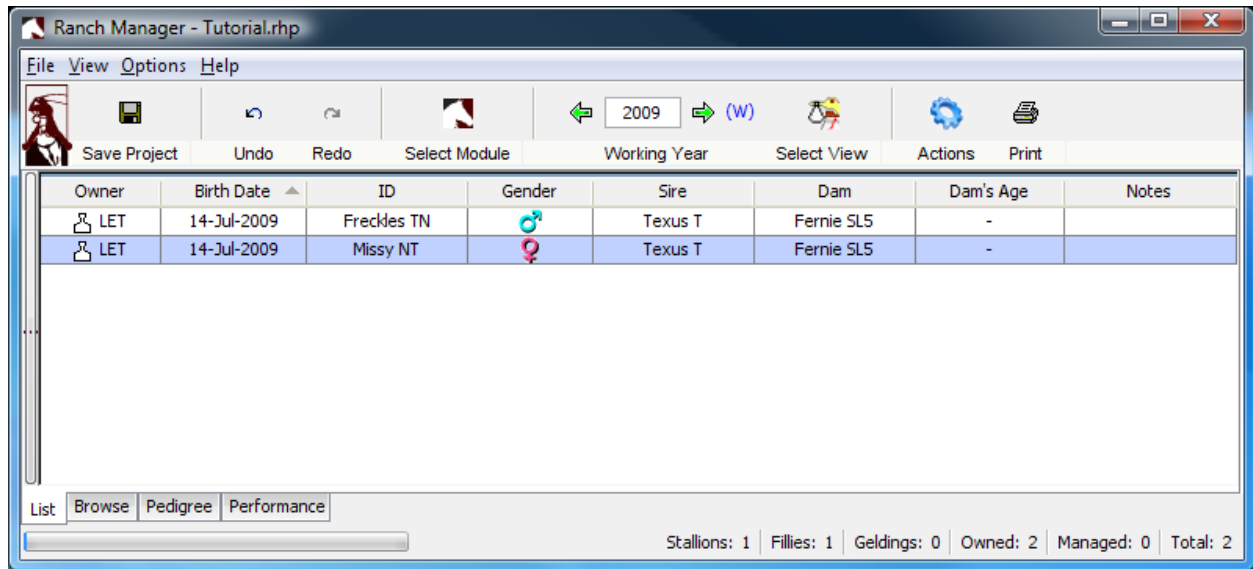 Ranch Manager - Tutorial.rhp
File View Options Help
2009 (W)
Save Project Undo Redo Select Module Working Year Select View Actions Print
Owner Birth Date ID Gender Sire Dam Dam's Age Notes
LET 14-Jul-2009 Freckles TN Texus T Fernie SL5 -
LET 14-Jul-2009 Missy NT Texus T Fernie SL5 -
List Browse Pedigree Performance
Stallions: 1 Fillies: 1 Geldings: 0 Owned: 2 Managed: 0 Total: 2